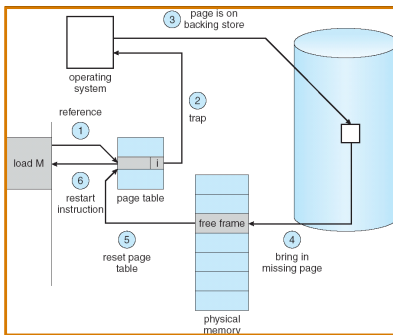 3
page is on
backing store
operating
system
2
trap
reference
1
load M
i
6
restart
instruction
page table
free frame
5
reset page
table
4
bring in
missing page
physical
memory